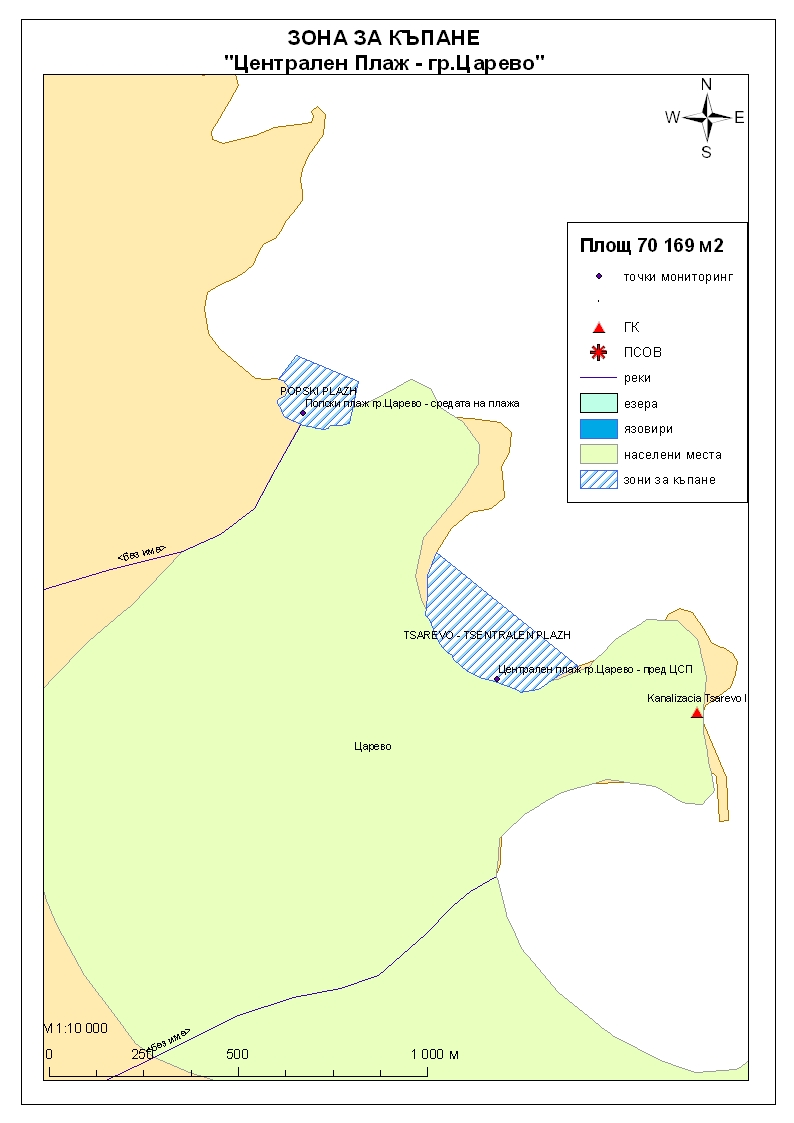 ЗОНА ЗА КЪПАНЕ
"Централен Плаж - гр.Царево"
N
W E
S
Площ 70 169 м2
точки мониторинг
ГК
ПСОВ
реки
езера
язовири
населени места
зони за къпане
POPSKI PLAZH
Попски плаж гр.Царево - средата на плажа
<без име>
TSAREVO - TSENTRALEN PLAZH
Централен плаж гр.Царево - пред ЦСП
Kanalizacia Tsarevo I
Царево
<без име>
М 1:10 000
0 250 500 1 000 м